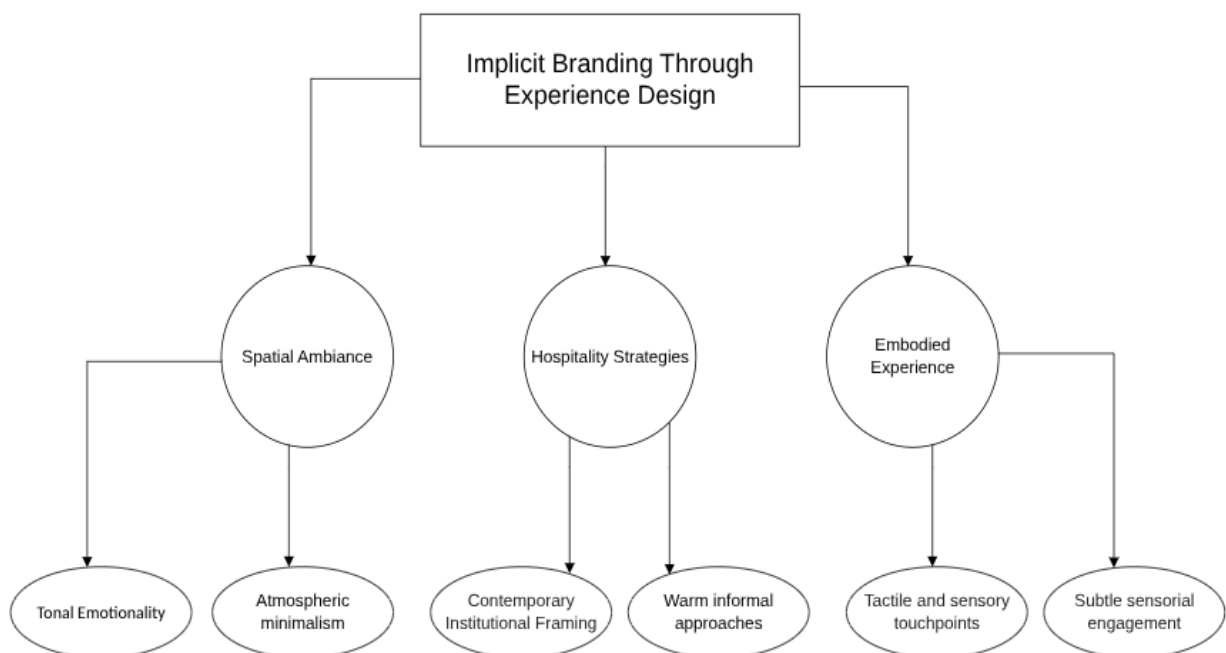 Implicit Branding Through
Experience Design
Spatial Ambiance
Hospitality Strategies
Embodied
Experience
Tonal Emotionality
Atmospheric
minimalism
Contemporary
Institutional Framing
Warm informal
approaches
Tactile and sensory
touchpoints
Subtle sensorial
engagement